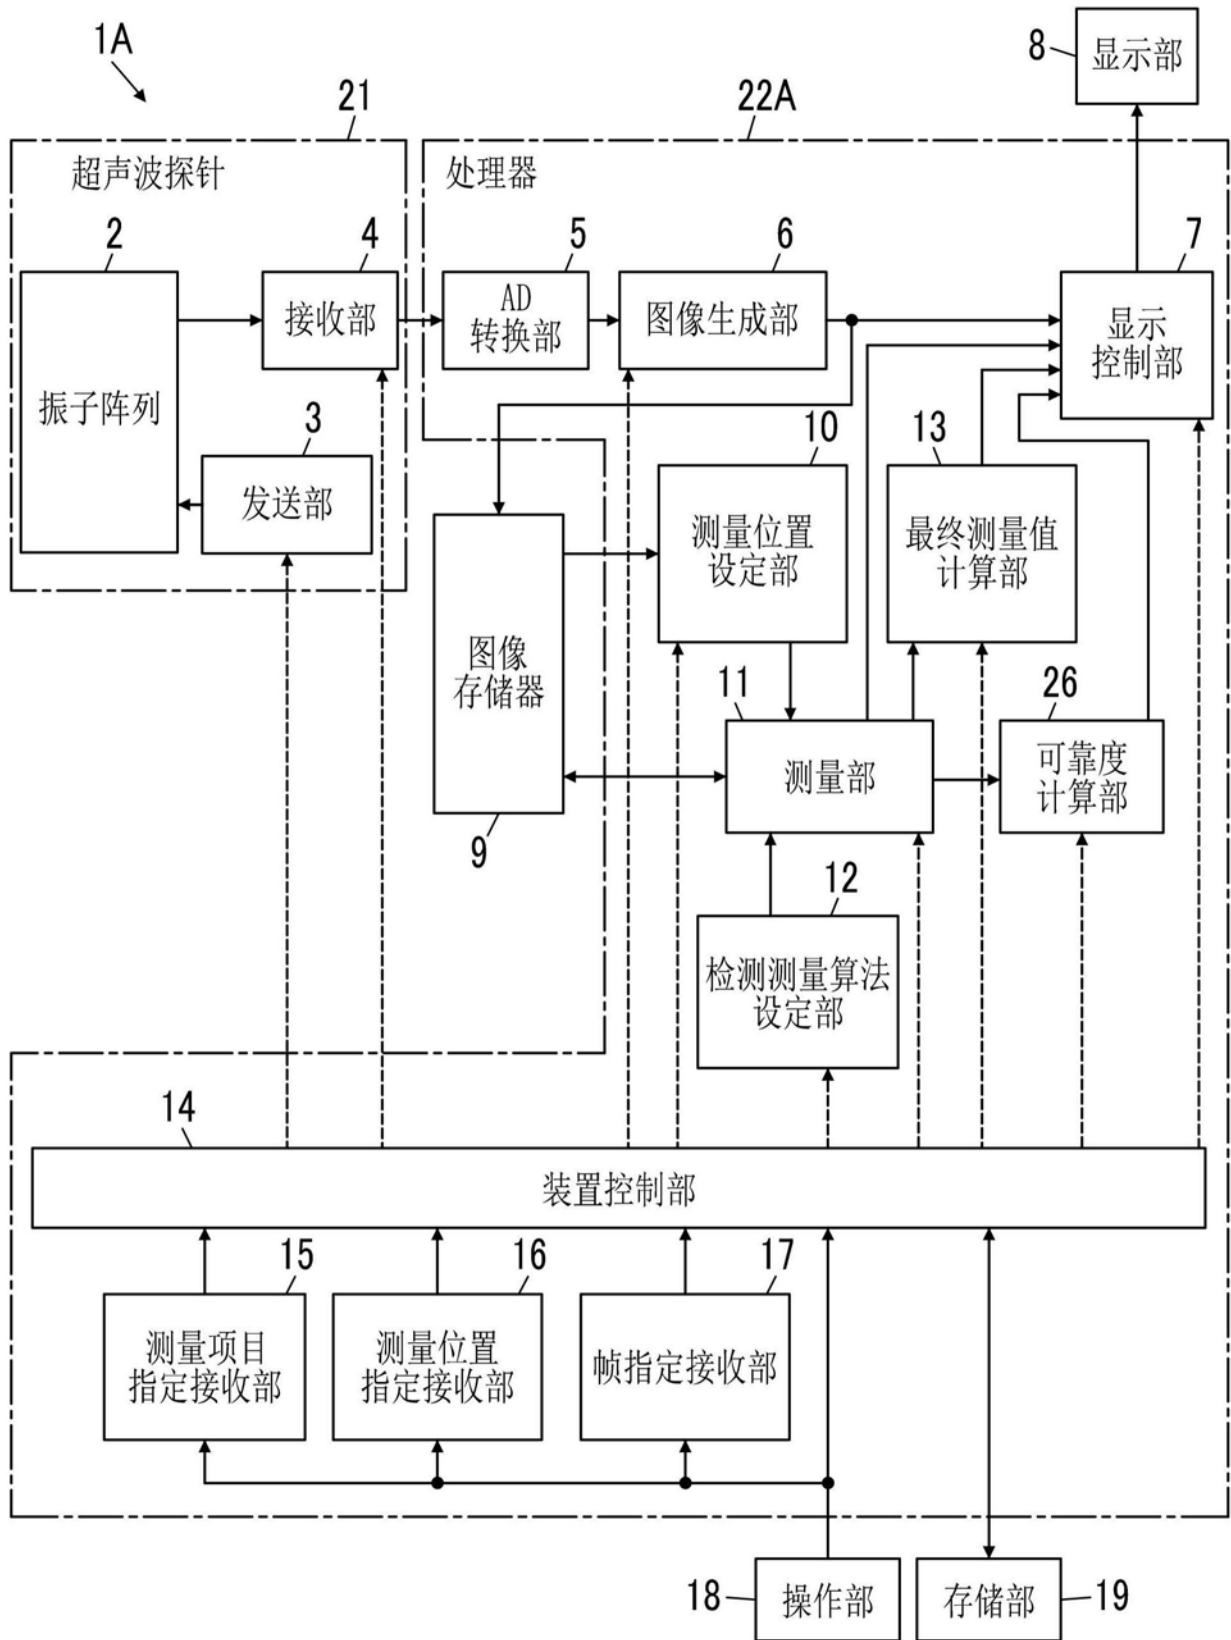 1A
8
显示部
21
22A
超声波探针
处理器
2
4
5
6
7
振子阵列
接收部
AD
转换部
图像生成部
显示
控制部
3
发送部
10
13
测量位置
设定部
最终测量值
计算部
图像
存储器
11
26
测量部
可靠度
计算部
9
12
检测测量算法
设定部
14
装置控制部
15
16
17
测量项目
指定接收部
测量位置
指定接收部
帧指定接收部
18
操作部
存储部
19